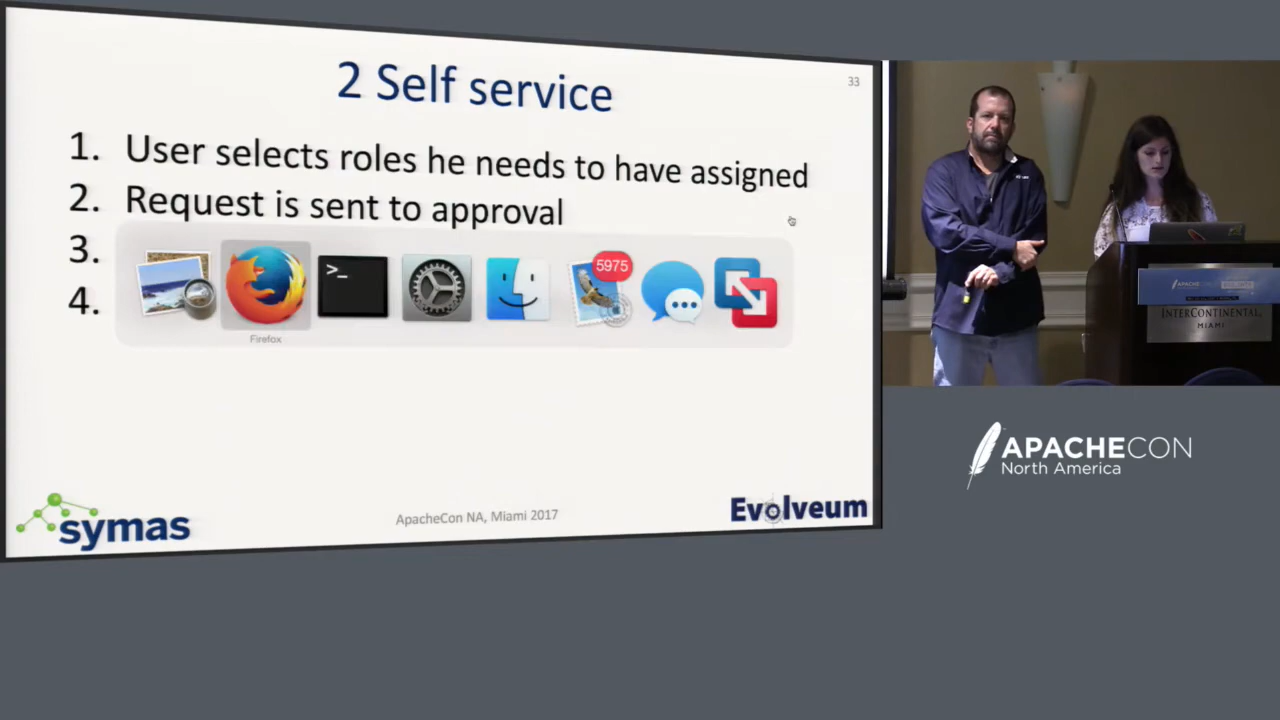 2 Self service
33
1. User selects roles he needs to have assigned
2. Request is sent to approval
3.
4.
>_
5975
Firefox
symas
ApacheCon NA, Miami 2017
Evolveum
INTERCONTINENTAL
MIAMI
APACHECON
North America